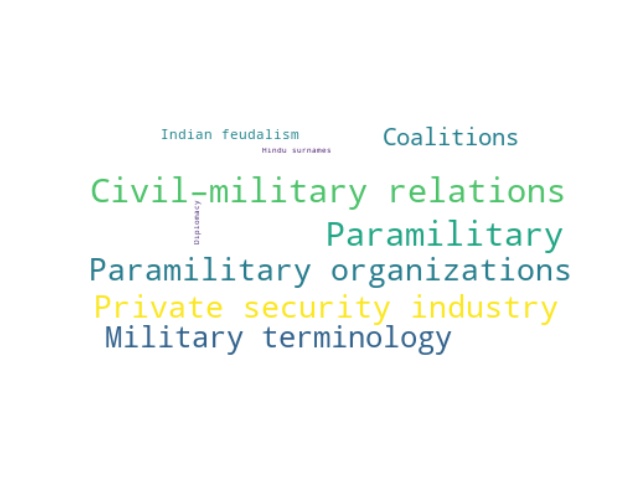 Indian feudalism
Coalitions
Hindu surnames
Civil–military relations
Diplomacy
Paramilitary
Paramilitary organizations
Private security industry
Military terminology